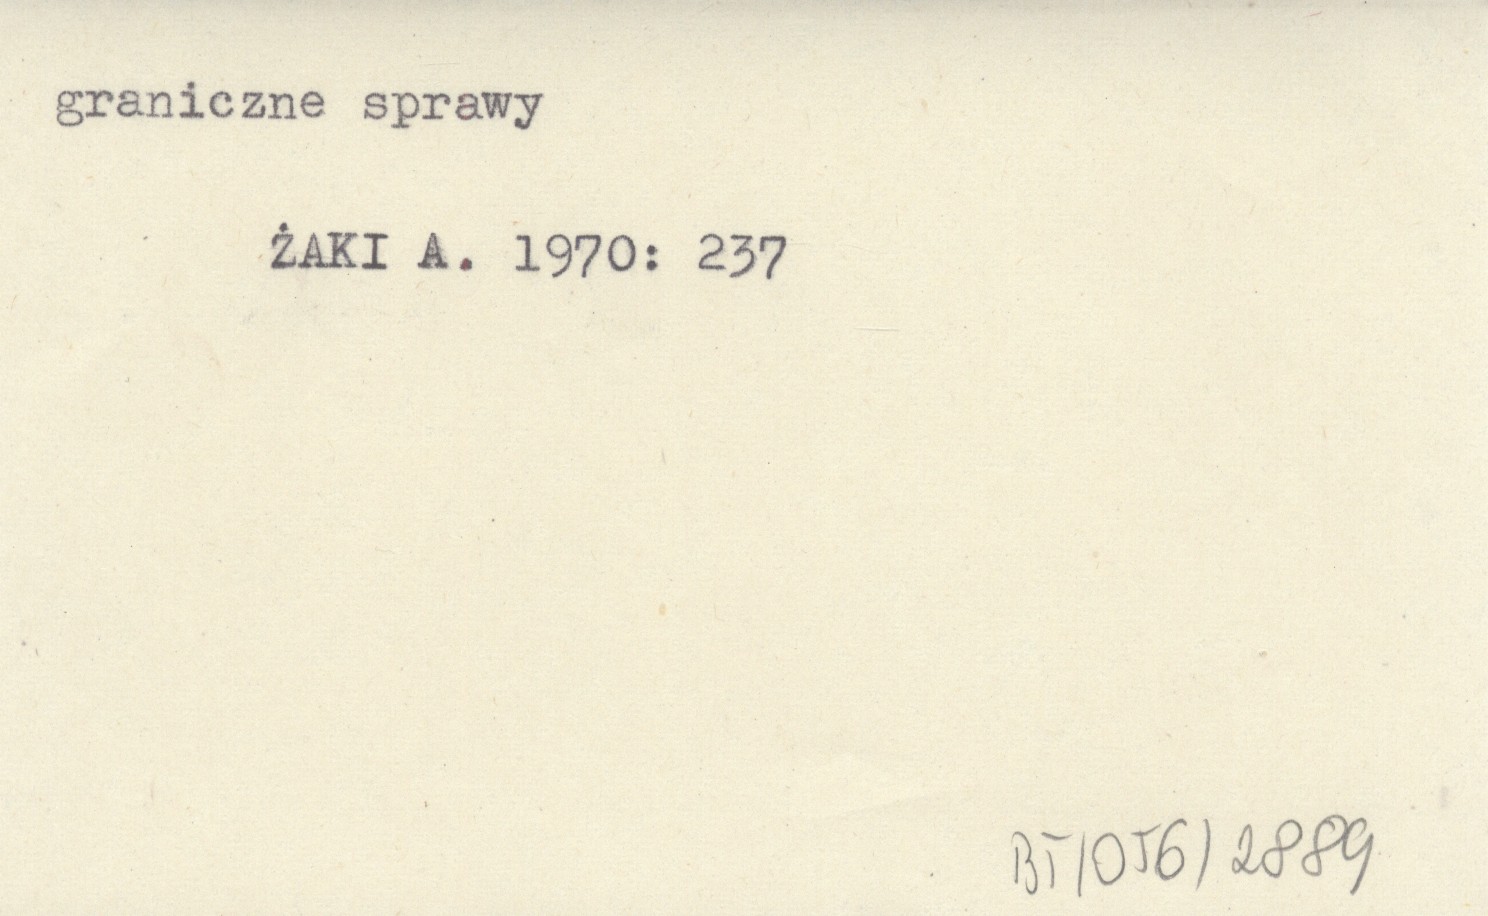 graniczne sprawy
ŻAKI A. 1970: 237
BT/056/2889